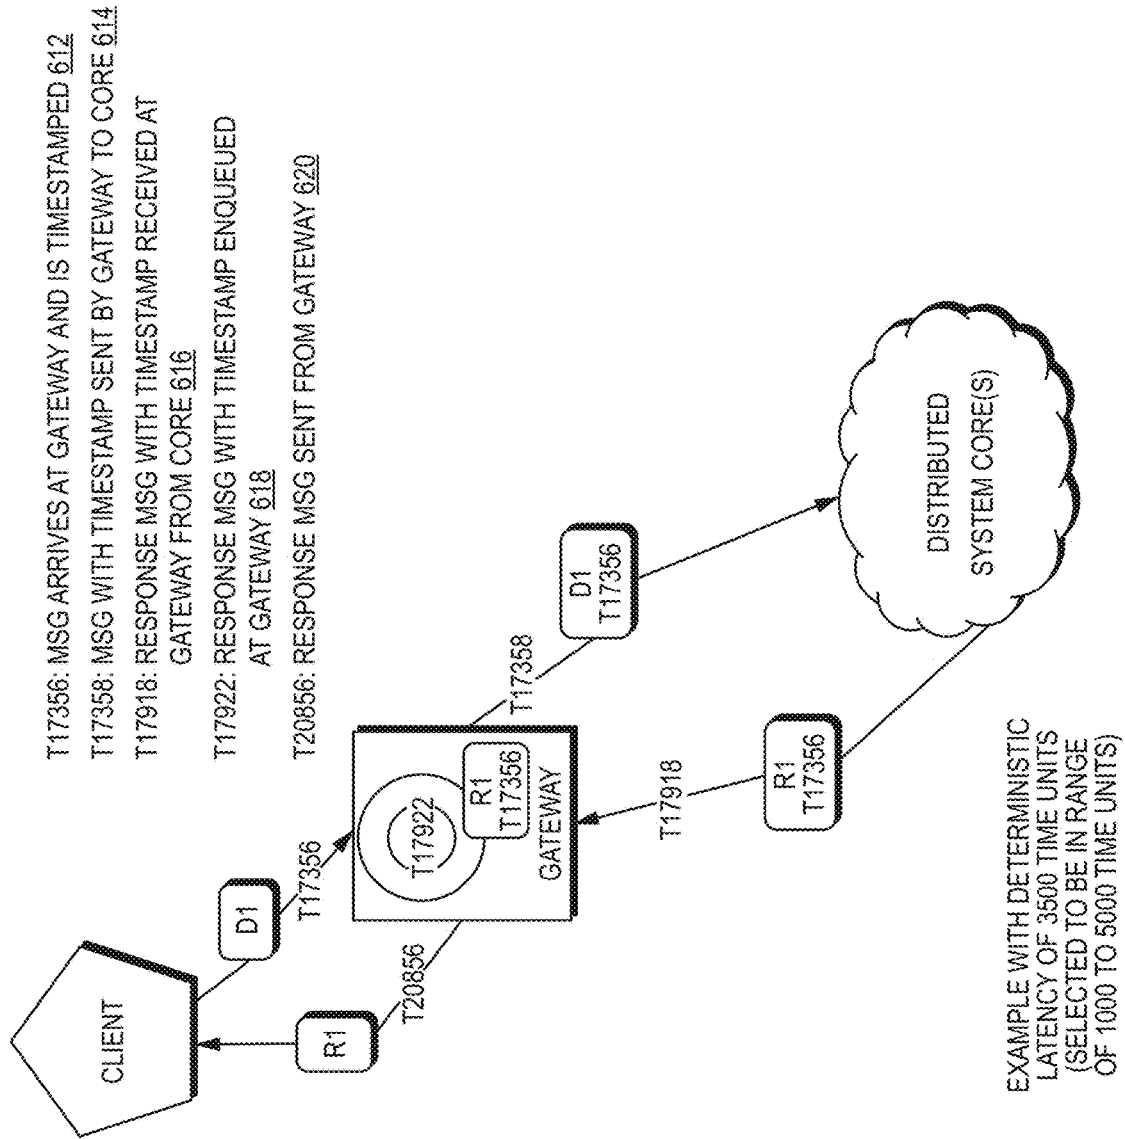 T17356: MSG ARRIVES AT GATEWAY AND IS TIMESTAMPED 612
T17358: MSG WITH TIMESTAMP SENT BY GATEWAY TO CORE 614
T17918: RESPONSE MSG WITH TIMESTAMP RECEIVED AT
GATEWAY FROM CORE 616
T17922: RESPONSE MSG WITH TIMESTAMP ENQUEUED
AT GATEWAY 618
T20856: RESPONSE MSG SENT FROM GATEWAY 620
CLIENT
D1
T17356
R1
T20856
T17922
R1
T17356
GATEWAY
T17358
D1
T17356
T17918
R1
T17356
DISTRIBUTED
SYSTEM CORE(S)
EXAMPLE WITH DETERMINISTIC
LATENCY OF 3500 TIME UNITS
(SELECTED TO BE IN RANGE
OF 1000 TO 5000 TIME UNITS)